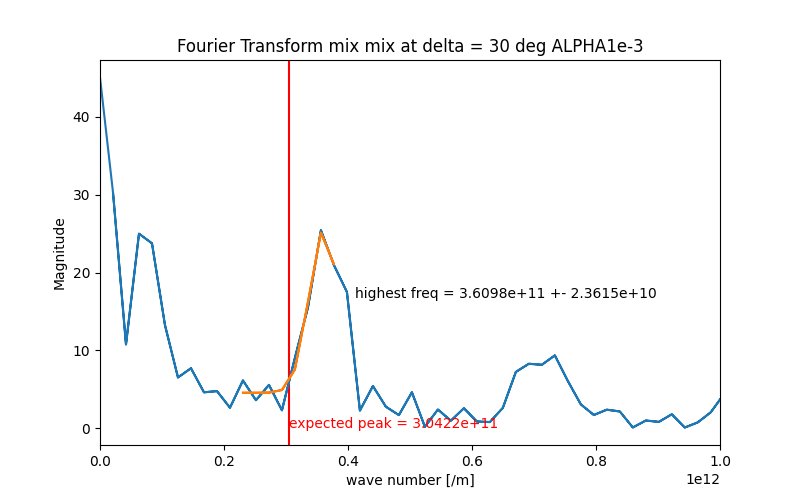 Fourier Transform mix mix at delta = 30 deg ALPHA1e-3
Magnitude
40
30
20
10
0
highest freq = 3.6098e+11 +- 2.3615e+10
expected peak = 3.0422e+11
0.0 0.2 0.4 0.6 0.8 1.0
1e12
wave number [/m]